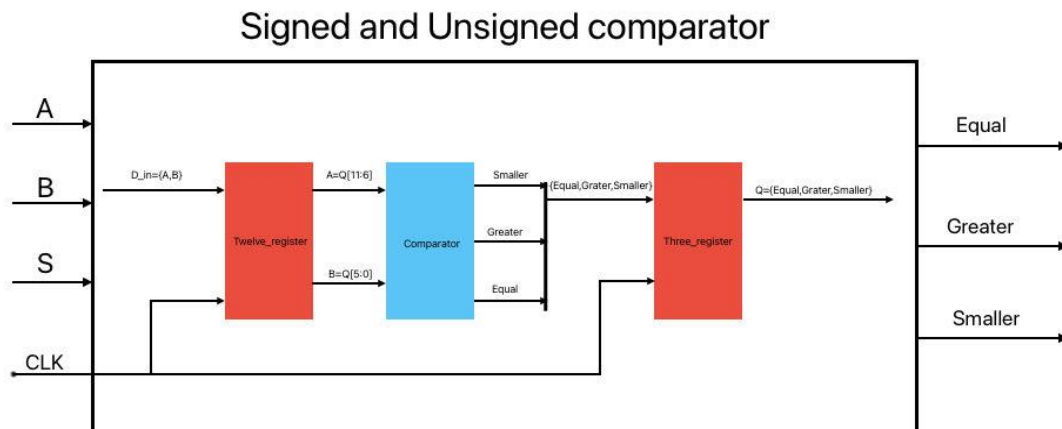 Signed and Unsigned comparator
A
B
S
CLK
D_in={A,B}
Twelve_register
A=Q[11:6]
B=Q[5:0]
Comparator
Smaller
Greater
Equal
{Equal,Grater,Smaller}
Three_register
Q={Equal,Grater,Smaller}
Equal
Greater
Smaller